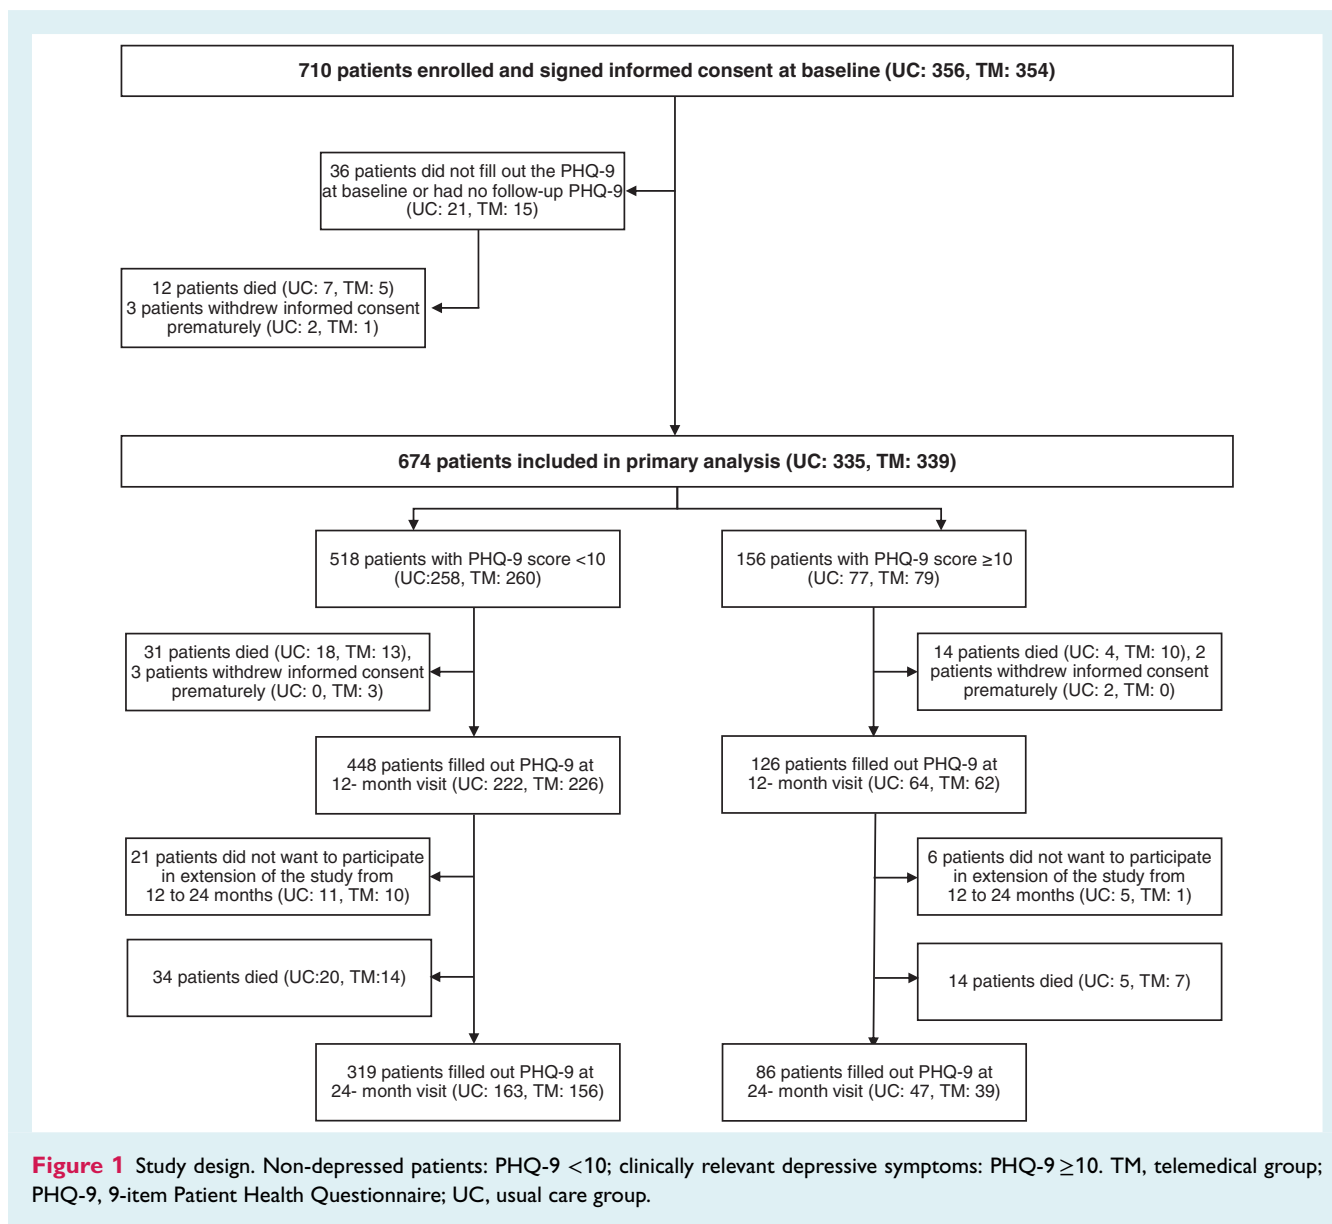 710 patients enrolled and signed informed consent at baseline (UC: 356, TM: 354)
36 patients did not fill out the PHQ-9
at baseline or had no follow-up PHQ-9
(UC: 21, TM: 15)
12 patients died (UC: 7, TM: 5)
3 patients withdrew informed consent
prematurely (UC: 2, TM: 1)
674 patients included in primary analysis (UC: 335, TM: 339)
518 patients with PHQ-9 score <10
(UC:258, TM: 260)
156 patients with PHQ-9 score ≥10
(UC: 77, TM: 79)
31 patients died (UC: 18, TM: 13),
3 patients withdrew informed consent
prematurely (UC: 0, TM: 3)
14 patients died (UC: 4, TM: 10), 2
patients withdrew informed consent
prematurely (UC: 2, TM: 0)
448 patients filled out PHQ-9 at
12- month visit (UC: 222, TM: 226)
126 patients filled out PHQ-9 at
12- month visit (UC: 64, TM: 62)
21 patients did not want to participate
in extension of the study from
12 to 24 months (UC: 11, TM: 10)
6 patients did not want to participate
in extension of the study from
12 to 24 months (UC: 5, TM: 1)
34 patients died (UC:20, TM:14)
14 patients died (UC: 5, TM: 7)
319 patients filled out PHQ-9 at
24- month visit (UC: 163, TM: 156)
86 patients filled out PHQ-9 at
24- month visit (UC: 47, TM: 39)
Figure 1 Study design. Non-depressed patients: PHQ-9 <10; clinically relevant depressive symptoms: PHQ-9 ≥10. TM, telemedical group;
PHQ-9, 9-item Patient Health Questionnaire; UC, usual care group.